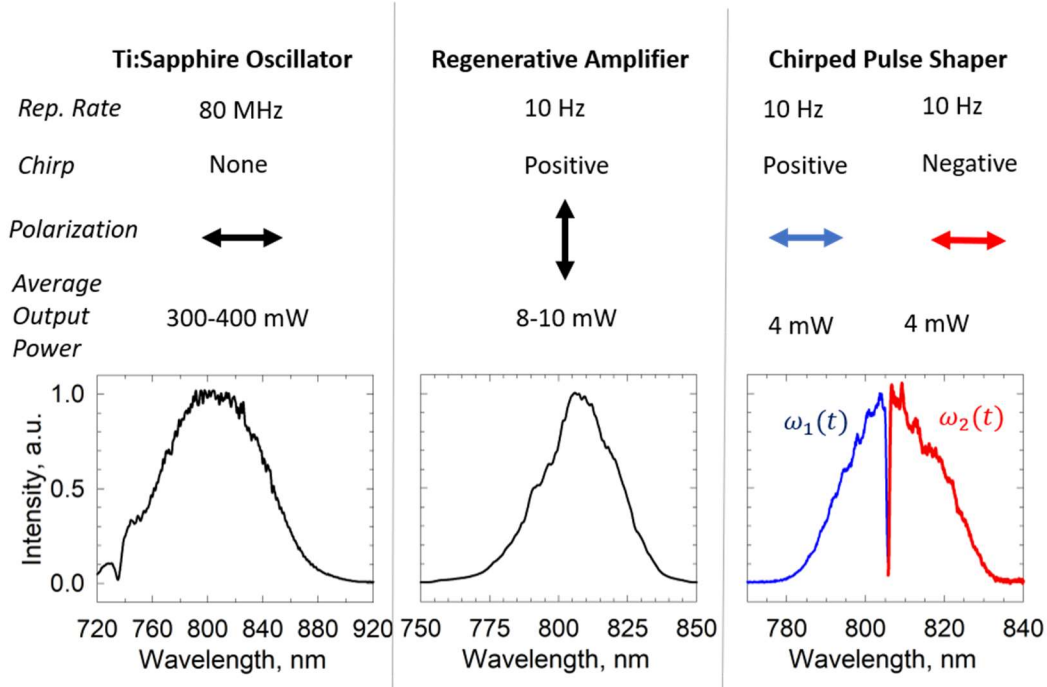 Ti:Sapphire Oscillator Regenerative Amplifier Chirped Pulse Shaper
Rep. Rate 80 MHz 10 Hz 10 Hz 10 Hz
Chirp None Positive Positive Negative
Polarization
Average
Output
Power
300-400 mW 8-10 mW 4 mW 4 mW
Intensity, a.u.
1.0
0.5
0.0
ω₁(t) ω₂(t)
720 760 800 840 880 920 750 775 800 825 850 780 800 820 840
Wavelength, nm Wavelength, nm Wavelength, nm